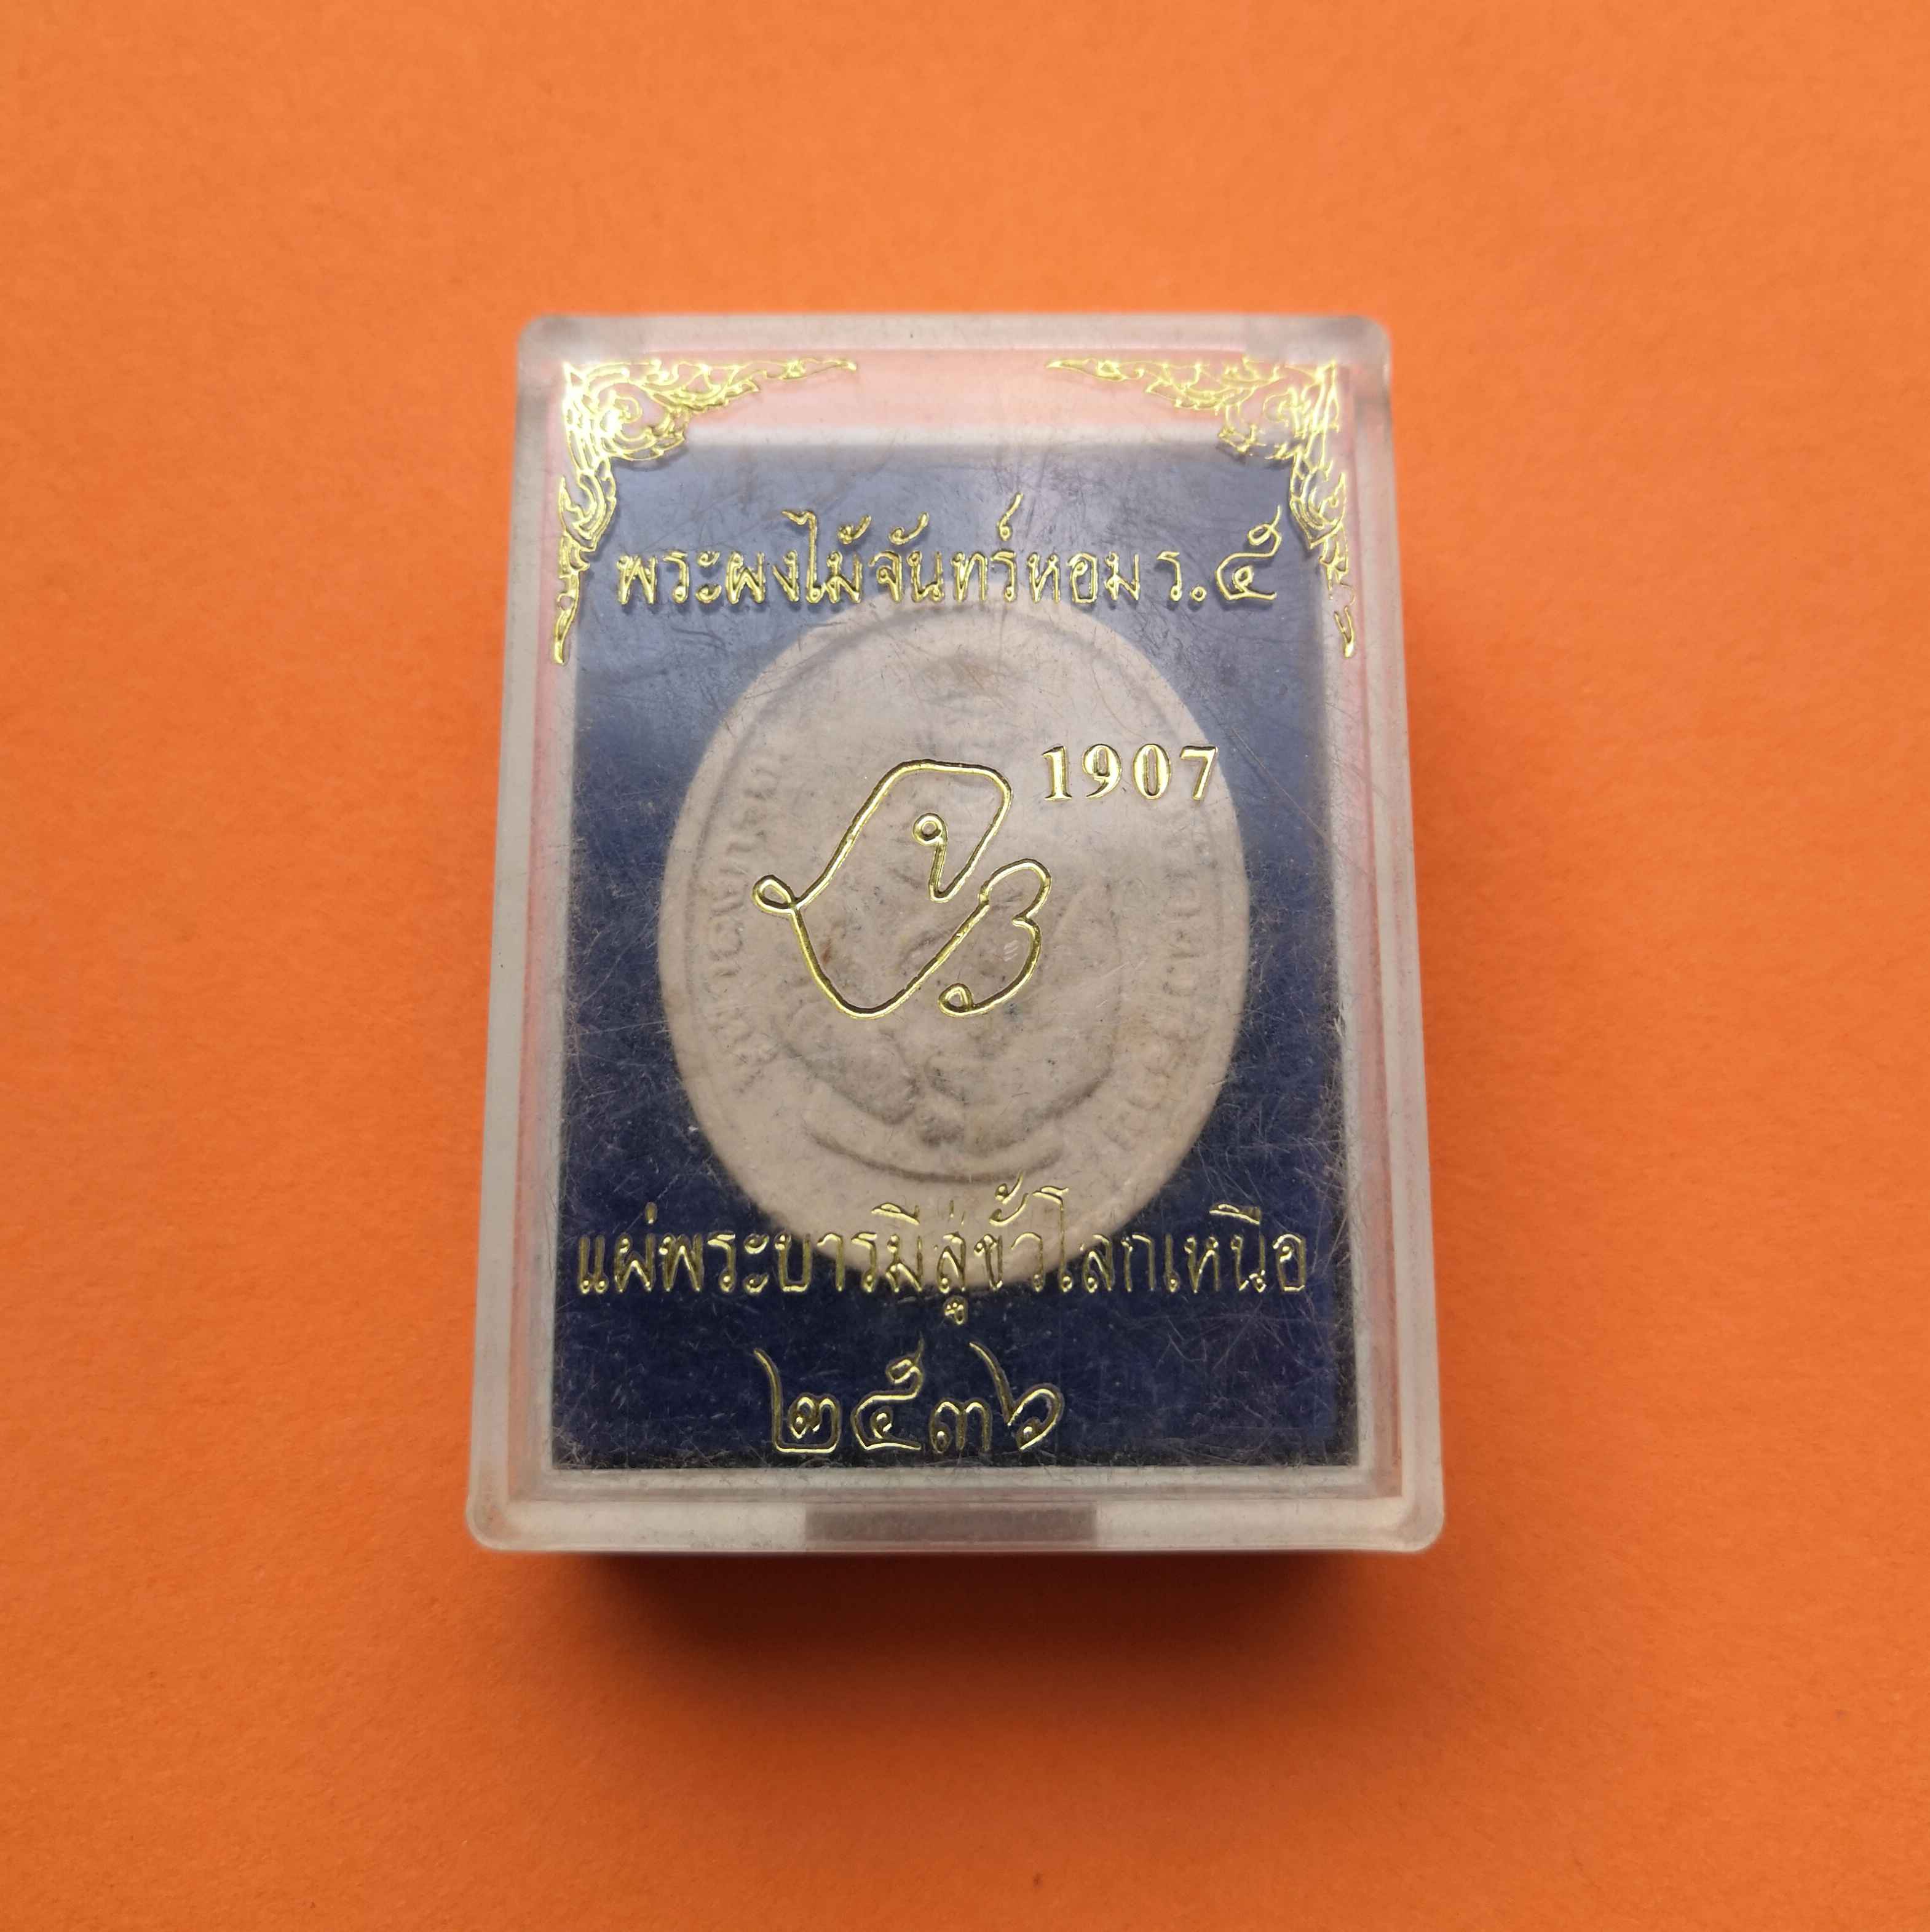 พระผงไม้จันทร์หอม ร.๕
1907
แผ่พระบารมีสู่ขั้วโลกเหนือ
๒๕๓๖